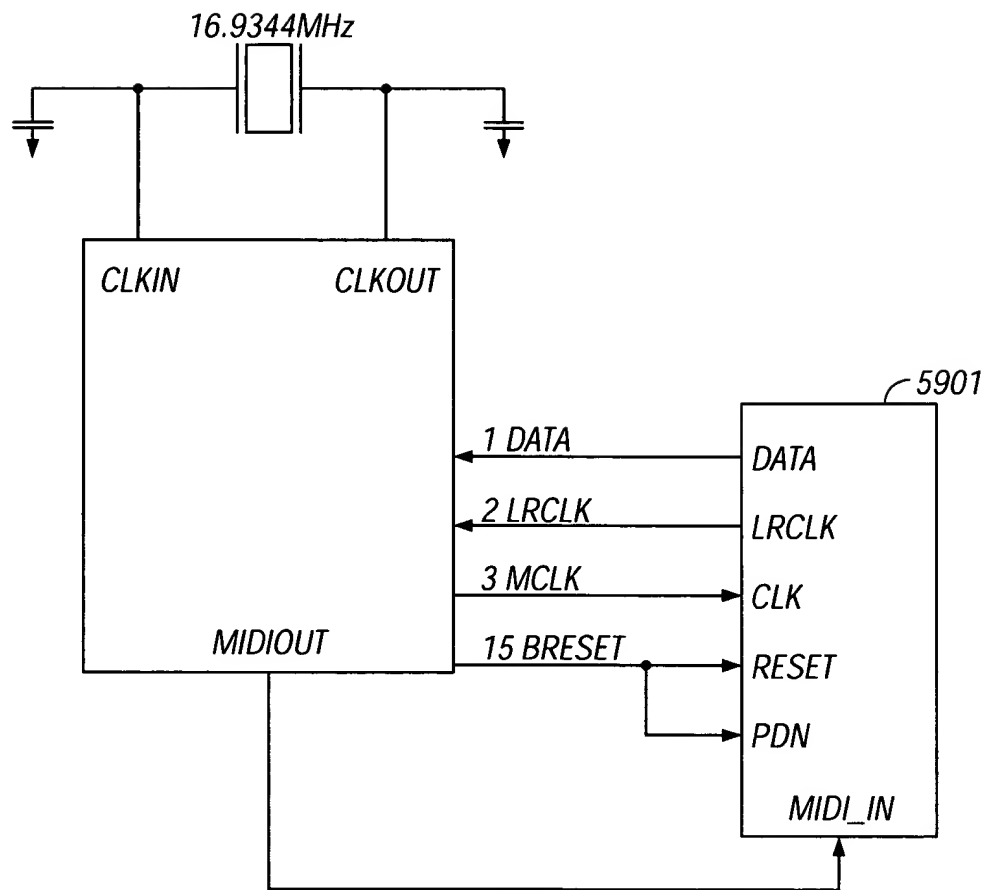 16.9344MHz
CLKIN
CLKOUT
5901
1 DATA
DATA
2 LRCLK
LRCLK
3 MCLK
CLK
MIDIOUT
15 BRESET
RESET
PDN
MIDI_IN